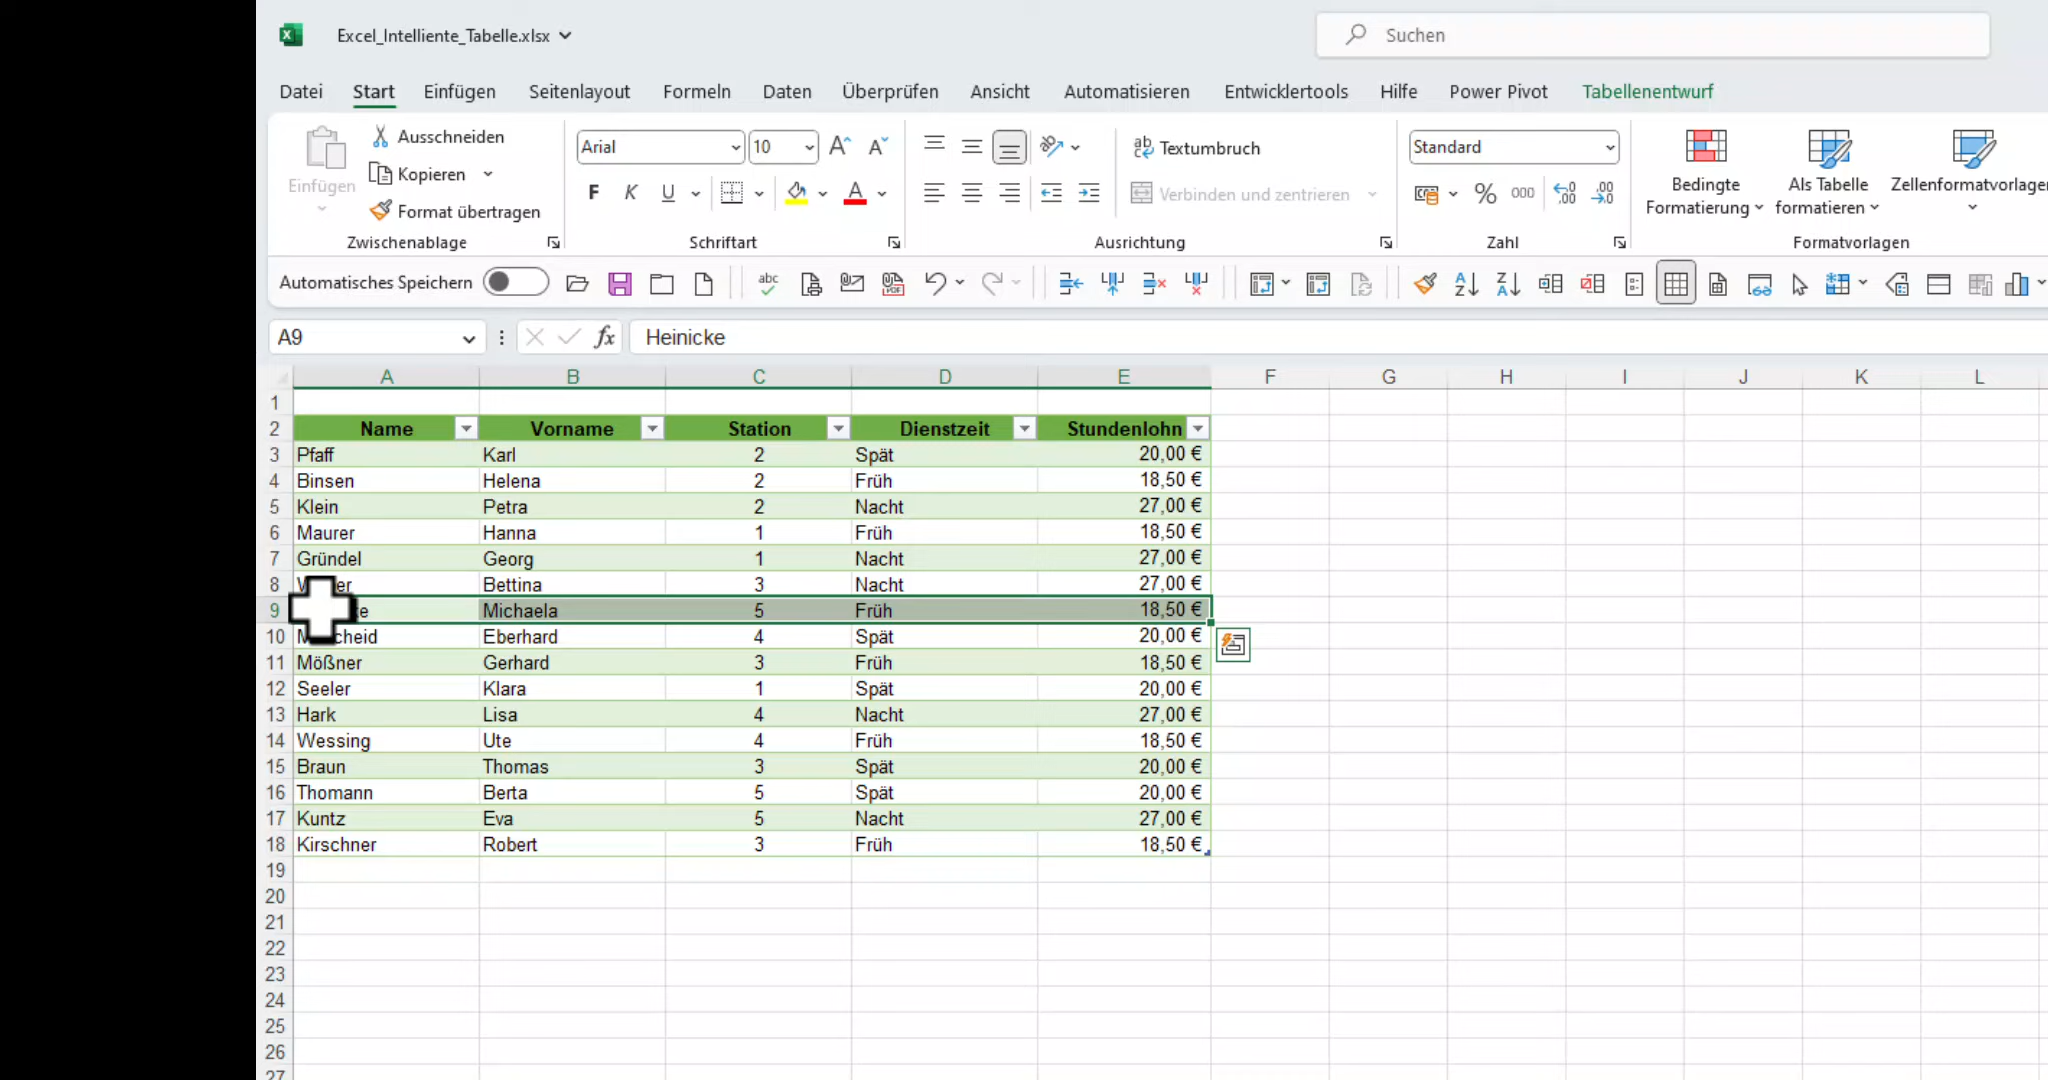 Excel_Intelliente_Tabelle.xlsx
Suchen
Datei Start Einfügen Seitenlayout Formeln Daten Überprüfen Ansicht Automatisieren Entwicklertools Hilfe Power Pivot Tabellenentwurf
Einfügen
Ausschneiden
Kopieren
Format übertragen
Zwischenablage
Arial 10
F K U
Schriftart
Textumbruch
Verbinden und zentrieren
Ausrichtung
Standard
% 000
Zahl
Bedingte Formatierung
Als Tabelle formatieren
Zellenformatvorlage
Formatvorlagen
Automatisches Speichern
A9 fx Heinicke
A B C D E F G H I J K L
1
2 Name Vorname Station Dienstzeit Stundenlohn
3 Pfaff Karl 2 Spät 20,00 €
4 Binsen Helena 2 Früh 18,50 €
5 Klein Petra 2 Nacht 27,00 €
6 Maurer Hanna 1 Früh 18,50 €
7 Gründel Georg 1 Nacht 27,00 €
8 Bettina 3 Nacht 27,00 €
9 Michaela 5 Früh 18,50 €
10 Eberhard 4 Spät 20,00 €
11 Mößner Gerhard 3 Früh 18,50 €
12 Seeler Klara 1 Spät 20,00 €
13 Hark Lisa 4 Nacht 27,00 €
14 Wessing Ute 4 Früh 18,50 €
15 Braun Thomas 3 Spät 20,00 €
16 Thomann Berta 5 Spät 20,00 €
17 Kuntz Eva 5 Nacht 27,00 €
18 Kirschner Robert 3 Früh 18,50 €
19
20
21
22
23
24
25
26
27